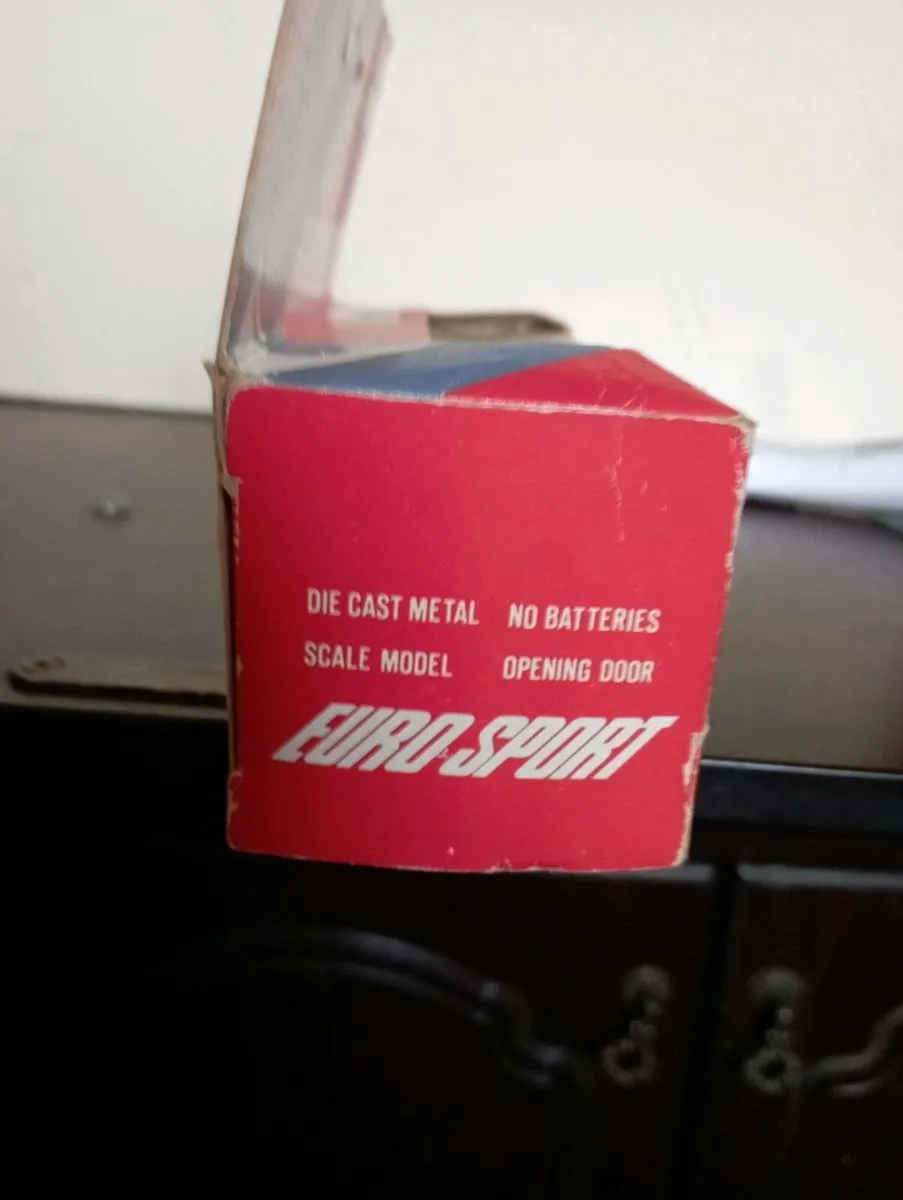 DIE CAST METAL NO BATTERIES
SCALE MODEL OPENING DOOR
EURO-SPORT